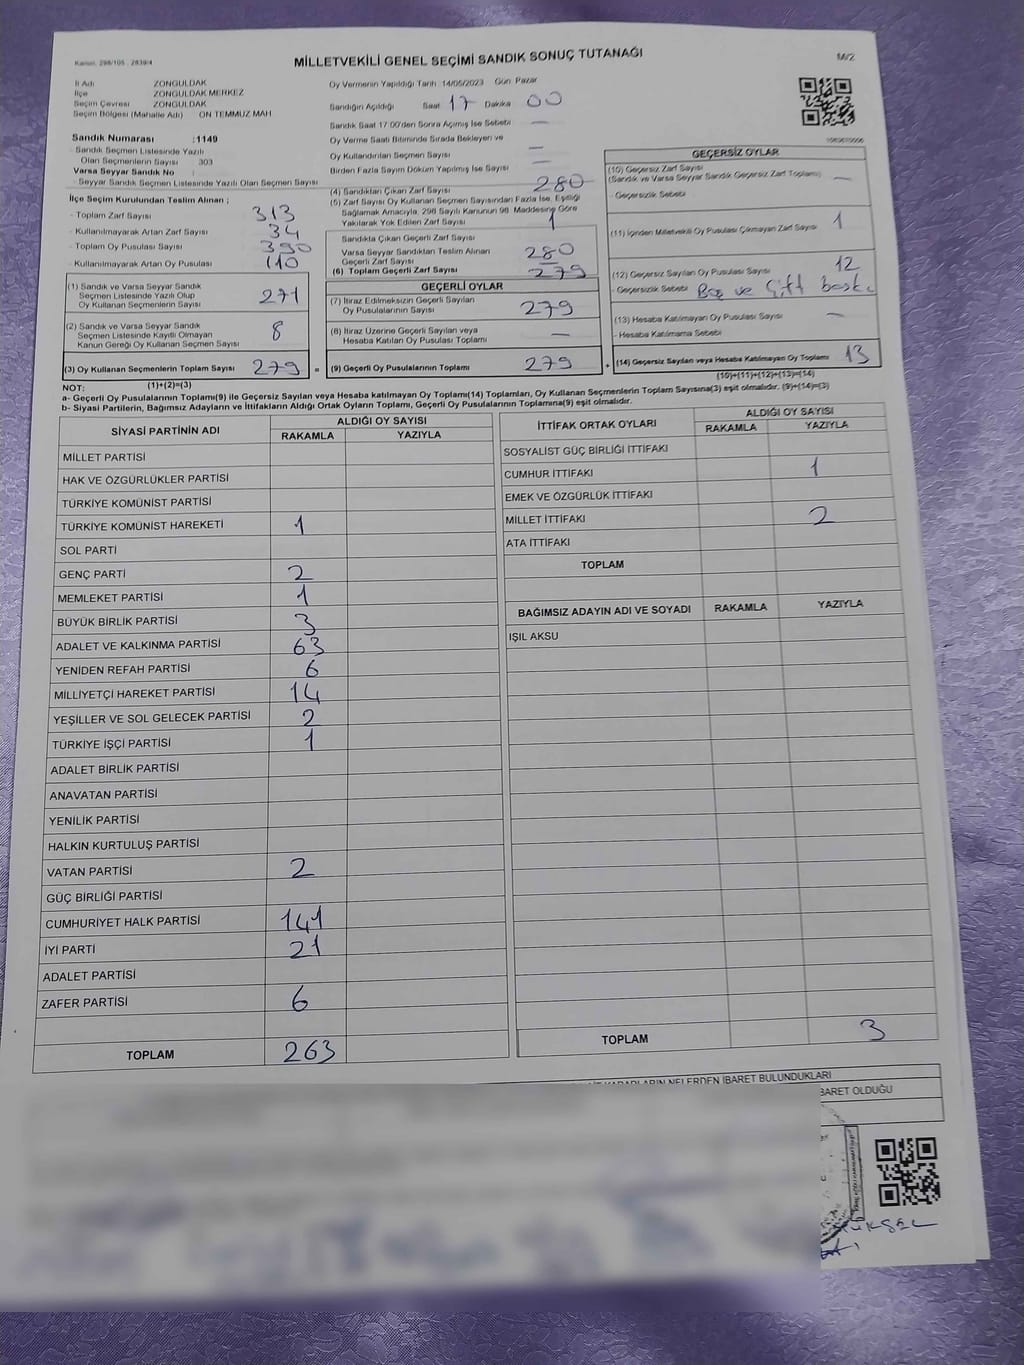 Kanun: 298/105 , 2839/4
MİLLETVEKİLİ GENEL SEÇİMİ SANDIK SONUÇ TUTANAĞI
M/2
İl Adı ZONGULDAK
İlçe ZONGULDAK MERKEZ
Seçim Çevresi ZONGULDAK
Seçim Bölgesi (Mahalle Adı) ON TEMMUZ MAH
Sandık Numarası :1149
- Sandık Seçmen Listesinde Yazılı
Olan Seçmenlerin Sayısı 303
Varsa Seyyar Sandık No :
- Seyyar Sandık Seçmen Listesinde Yazılı Olan Seçmen Sayısı
İlçe Seçim Kurulundan Teslim Alınan ;
- Toplam Zarf Sayısı 313
- Kullanılmayarak Artan Zarf Sayısı 34
- Toplam Oy Pusulası Sayısı 390
- Kullanılmayarak Artan Oy Pusulası 110
(1) Sandık ve Varsa Seyyar Sandık
Seçmen Listesinde Yazılı Olup
Oy Kullanan Seçmenlerin Sayısı 271
(2) Sandık ve Varsa Seyyar Sandık
Seçmen Listesinde Kayıtlı Olmayan
Kanun Gereği Oy Kullanan Seçmen Sayısı 8
(3) Oy Kullanan Seçmenlerin Toplam Sayısı 279 =
(1)+(2)=(3)
Oy Vermenin Yapıldığı Tarih :14/05/2023 Gün: Pazar
Sandığın Açıldığı Saat 17 Dakika 00
Sandık Saat 17:00'den Sonra Açılmış İse Sebebi —
Oy Verme Saati Bitiminde Sırada Bekleyen ve
Oy Kullandırılan Seçmen Sayısı —
Birden Fazla Sayım Döküm Yapılmış İse Sayısı —
(4) Sandıktan Çıkan Zarf Sayısı 280
(5) Zarf Sayısı Oy Kullanan Seçmen Sayısından Fazla İse, Eşitliği
Sağlamak Amacıyla, 298 Sayılı Kanunun 98. Maddesine Göre
Yakılarak Yok Edilen Zarf Sayısı 1
Sandıkta Çıkan Geçerli Zarf Sayısı 280
Varsa Seyyar Sandıktan Teslim Alınan
Geçerli Zarf Sayısı —
(6) Toplam Geçerli Zarf Sayısı 279
GEÇERLİ OYLAR
(7) İtiraz Edilmeksizin Geçerli Sayılan
Oy Pusulalarının Sayısı 279
(8) İtiraz Üzerine Geçerli Sayılan veya
Hesaba Katılan Oy Pusulası Toplamı —
(9) Geçerli Oy Pusulalarının Toplamı 279 +
GEÇERSİZ OYLAR
(10) Geçersiz Zarf Sayısı
(Sandık ve Varsa Seyyar Sandık Geçersiz Zarf Toplamı) —
- Geçersizlik Sebebi
(11) İçinden Milletvekili Oy Pusulası Çıkmayan Zarf Sayısı 1
(12) Geçersiz Sayılan Oy Pusulası Sayısı 12
- Geçersizlik Sebebi Boş ve Çift baskı
(13) Hesaba Katılmayan Oy Pusulası Sayısı —
- Hesaba Katılmama Sebebi
(14) Geçersiz Sayılan veya Hesaba Katılmayan Oy Toplamı 13
(10)+(11)+(12)+(13)=(14)
NOT:
a- Geçerli Oy Pusulalarının Toplamı(9) ile Geçersiz Sayılan veya Hesaba katılmayan Oy Toplamı(14) Toplamları, Oy Kullanan Seçmenlerin Toplam Sayısına(3) eşit olmalıdır. (9)+(14)=(3)
b- Siyasi Partilerin, Bağımsız Adayların ve İttifakların Aldığı Ortak Oyların Toplamı, Geçerli Oy Pusulalarının Toplamına(9) eşit olmalıdır.
SİYASİ PARTİNİN ADI ALDIĞI OY SAYISI
RAKAMLA YAZIYLA
MİLLET PARTİSİ
HAK VE ÖZGÜRLÜKLER PARTİSİ
TÜRKİYE KOMÜNİST PARTİSİ
TÜRKİYE KOMÜNİST HAREKETİ 1
SOL PARTİ
GENÇ PARTİ 2
MEMLEKET PARTİSİ 1
BÜYÜK BİRLİK PARTİSİ 3
ADALET VE KALKINMA PARTİSİ 63
YENİDEN REFAH PARTİSİ 6
MİLLİYETÇİ HAREKET PARTİSİ 14
YEŞİLLER VE SOL GELECEK PARTİSİ 2
TÜRKİYE İŞÇİ PARTİSİ 1
ADALET BİRLİK PARTİSİ
ANAVATAN PARTİSİ
YENİLİK PARTİSİ
HALKIN KURTULUŞ PARTİSİ
VATAN PARTİSİ 2
GÜÇ BİRLİĞİ PARTİSİ
CUMHURİYET HALK PARTİSİ 141
İYİ PARTİ 21
ADALET PARTİSİ
ZAFER PARTİSİ 6
TOPLAM 263
İTTİFAK ORTAK OYLARI ALDIĞI OY SAYISI
RAKAMLA YAZIYLA
SOSYALİST GÜÇ BİRLİĞİ İTTİFAKI
CUMHUR İTTİFAKI 1
EMEK VE ÖZGÜRLÜK İTTİFAKI
MİLLET İTTİFAKI 2
ATA İTTİFAKI
TOPLAM
BAĞIMSIZ ADAYIN ADI VE SOYADI RAKAMLA YAZIYLA
IŞIL AKSU
TOPLAM 3
KARARLARIN NELERDEN İBARET BULUNDUKLARI
İBARET OLDUĞU
YÜKSEL